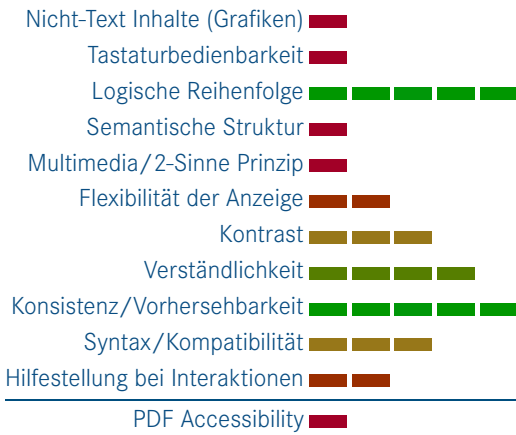 Nicht-Text Inhalte (Grafiken)
Tastaturbedienbarkeit
Logische Reihenfolge
Semantische Struktur
Multimedia/2-Sinne Prinzip
Flexibilität der Anzeige
Kontrast
Verständlichkeit
Konsistenz/Vorhersehbarkeit
Syntax/Kompatibilität
Hilfestellung bei Interaktionen
PDF Accessibility